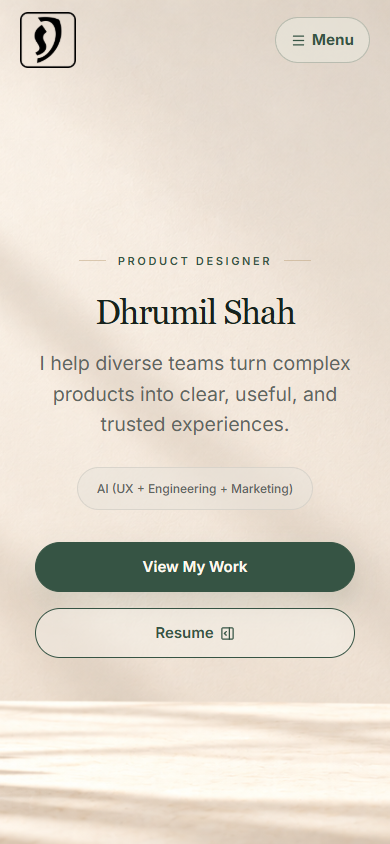 Menu
PRODUCT DESIGNER
Dhrumil Shah
I help diverse teams turn complex
products into clear, useful, and
trusted experiences.
AI (UX + Engineering + Marketing)
View My Work
Resume